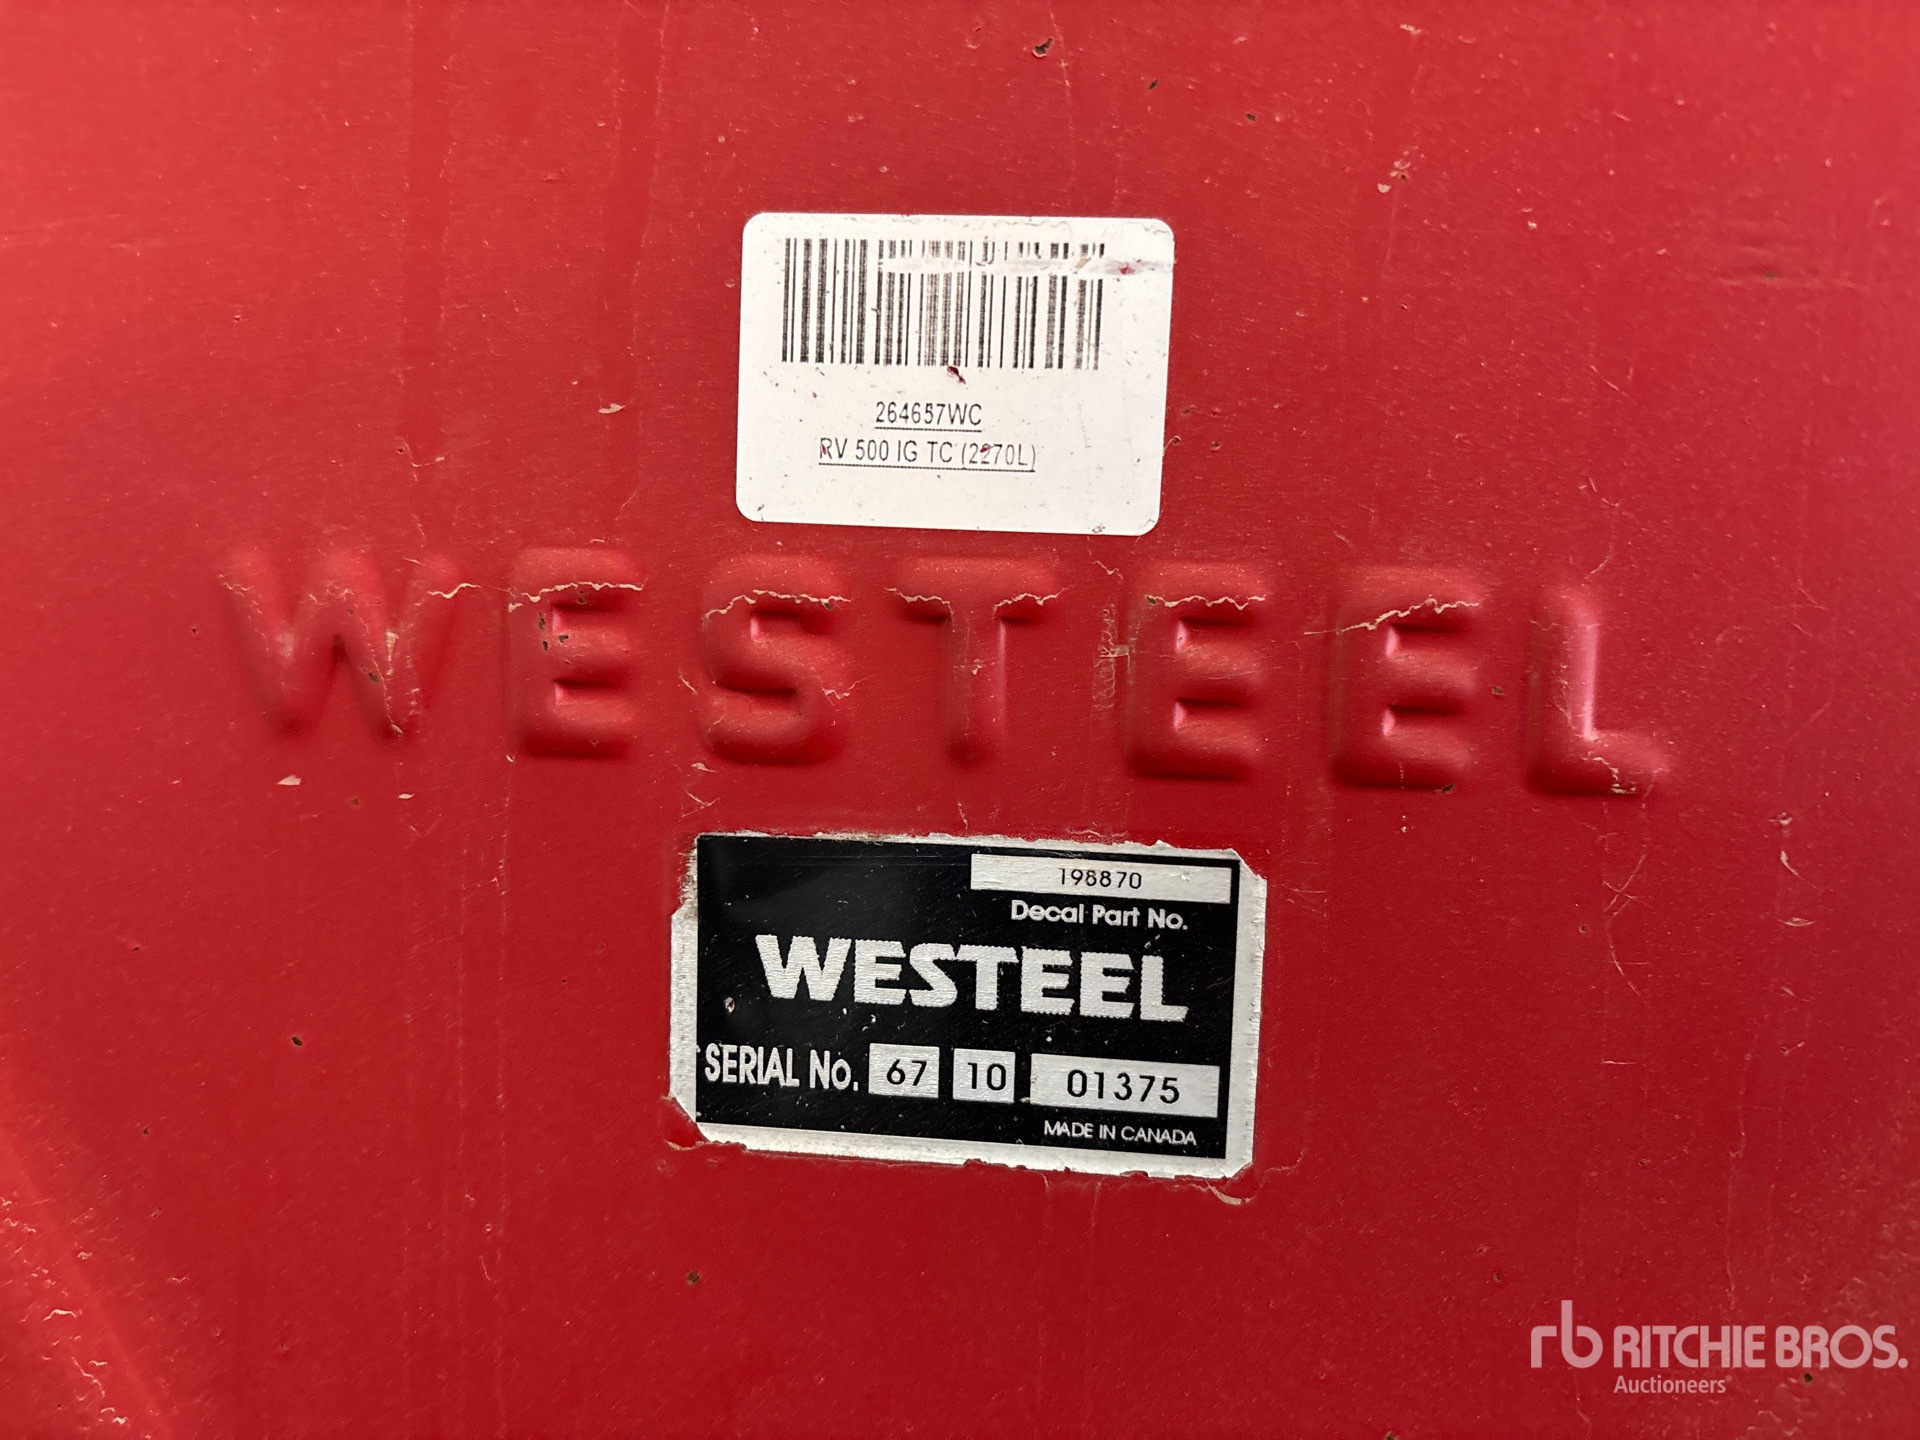 264657WC
RV 500 IG TC (2270L)
WESTEEL
198870
Decal Part No.
WESTEEL
SERIAL No. 67 10 01375
MADE IN CANADA
rb RITCHIE BROS.
Auctioneers